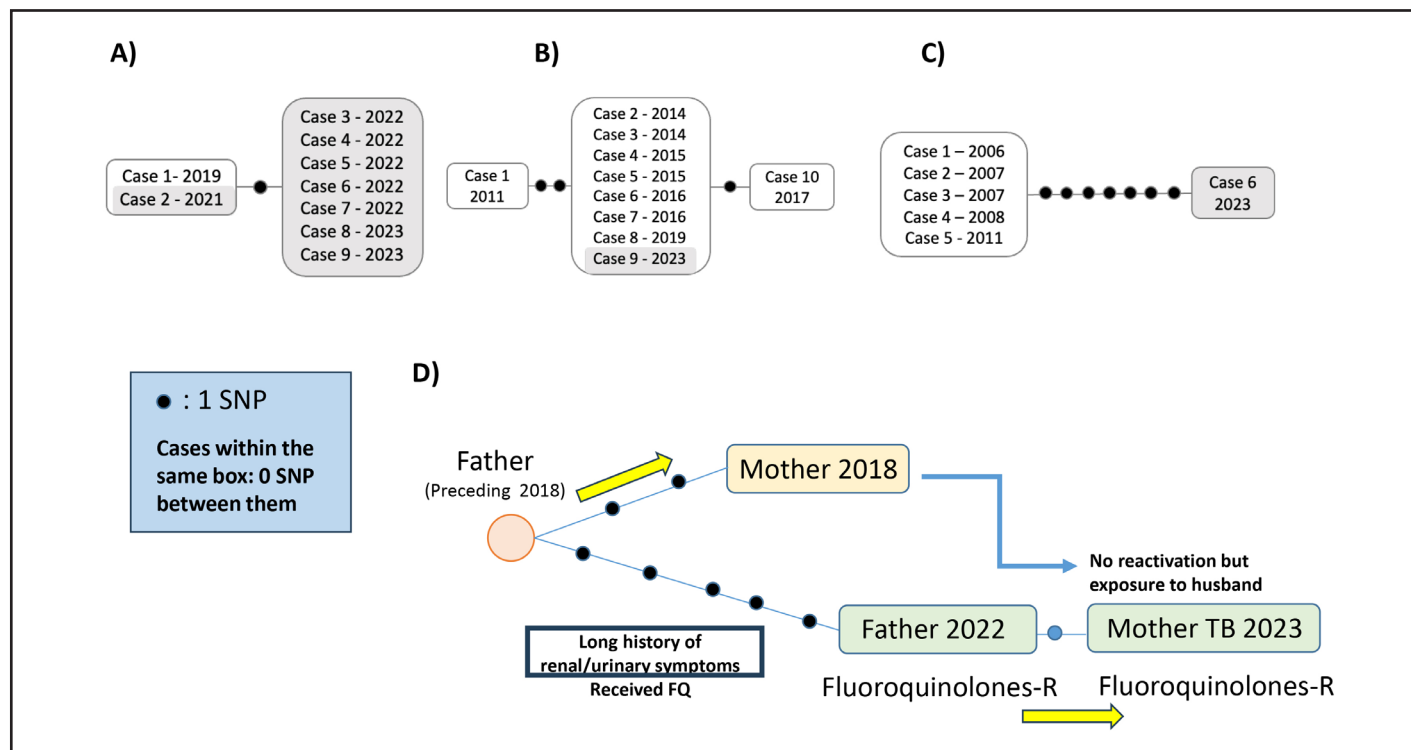 A)
Case 1- 2019
Case 2 - 2021
Case 3 - 2022
Case 4 - 2022
Case 5 - 2022
Case 6 - 2022
Case 7 - 2022
Case 8 - 2023
Case 9 - 2023
B)
Case 1
2011
Case 2 - 2014
Case 3 - 2014
Case 4 - 2015
Case 5 - 2015
Case 6 - 2016
Case 7 - 2016
Case 8 - 2019
Case 9 - 2023
Case 10
2017
C)
Case 1 – 2006
Case 2 – 2007
Case 3 – 2007
Case 4 – 2008
Case 5 - 2011
Case 6
2023
: 1 SNP
Cases within the
same box: 0 SNP
between them
D)
Father
(Preceding 2018)
Mother 2018
No reactivation but
exposure to husband
Long history of
renal/urinary symptoms
Received FQ
Father 2022
Mother TB 2023
Fluoroquinolones-R
Fluoroquinolones-R